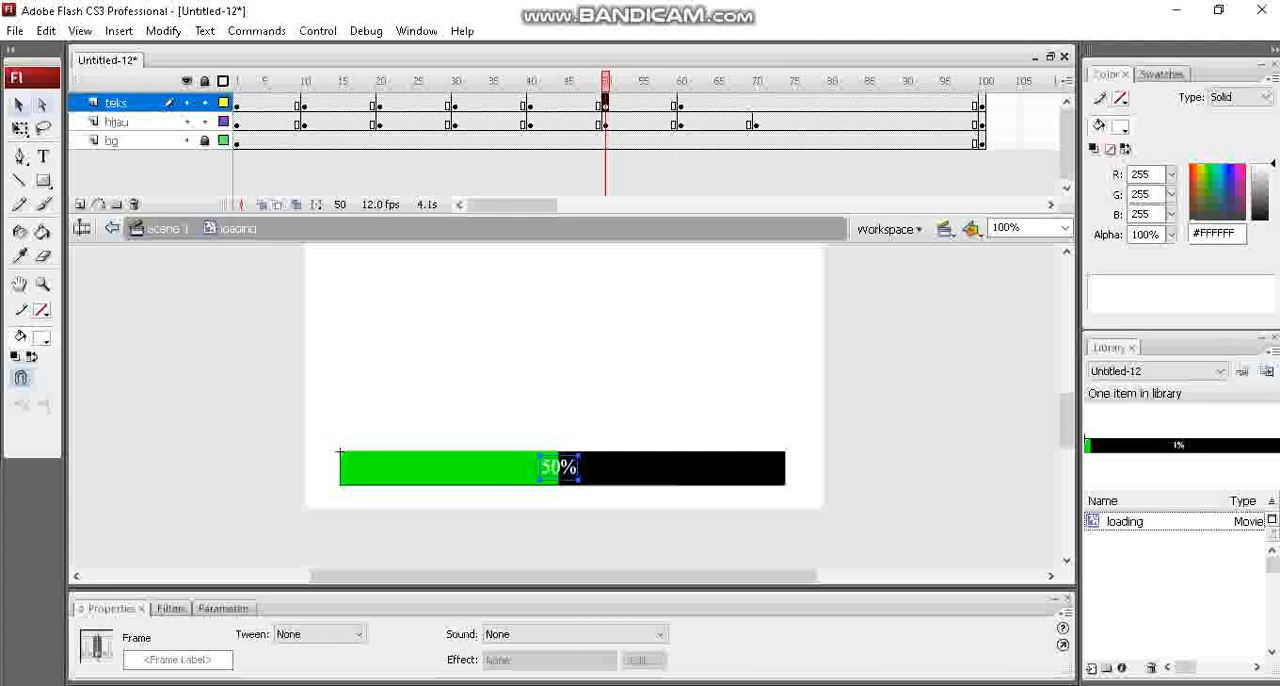 Adobe Flash CS3 Professional - [Untitled-12*]
www.BANDICAM.com
File Edit View Insert Modify Text Commands Control Debug Window Help
Untitled-12*
Fl
1 5 10 15 20 25 30 35 40 45 55 60 65 70 75 80 85 90 95 100 105
teks
hijau
bg
50 12.0 fps 4.1s
Scene 1 loading
Workspace 100%
50%
Properties Filters Parameters
Frame
<Frame Label>
Tween: None
Sound: None
Effect: None Edit...
Color Swatches
Type: Solid
R: 255
G: 255
B: 255
Alpha: 100% #FFFFFF
Library
Untitled-12
One item in library
1%
Name Type
loading Movie